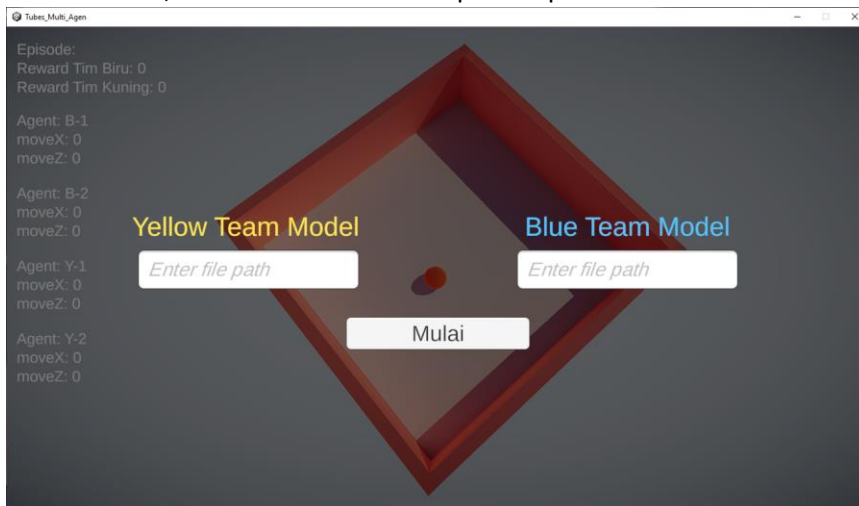 Tubes_Multi_Agen
Episode:
Reward Tim Biru: 0
Reward Tim Kuning: 0
Agent: B-1
moveX: 0
moveZ: 0
Agent: B-2
moveX: 0
moveZ: 0
Agent: Y-1
moveX: 0
moveZ: 0
Agent: Y-2
moveX: 0
moveZ: 0
Yellow Team Model
Enter file path
Blue Team Model
Enter file path
Mulai